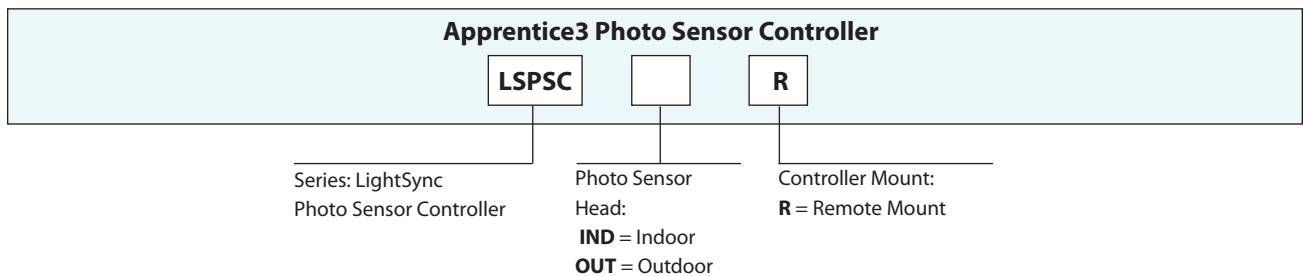 Apprentice3 Photo Sensor Controller
LSPSC R
Series: LightSync
Photo Sensor Controller
Photo Sensor
Head:
IND = Indoor
OUT = Outdoor
Controller Mount:
R = Remote Mount